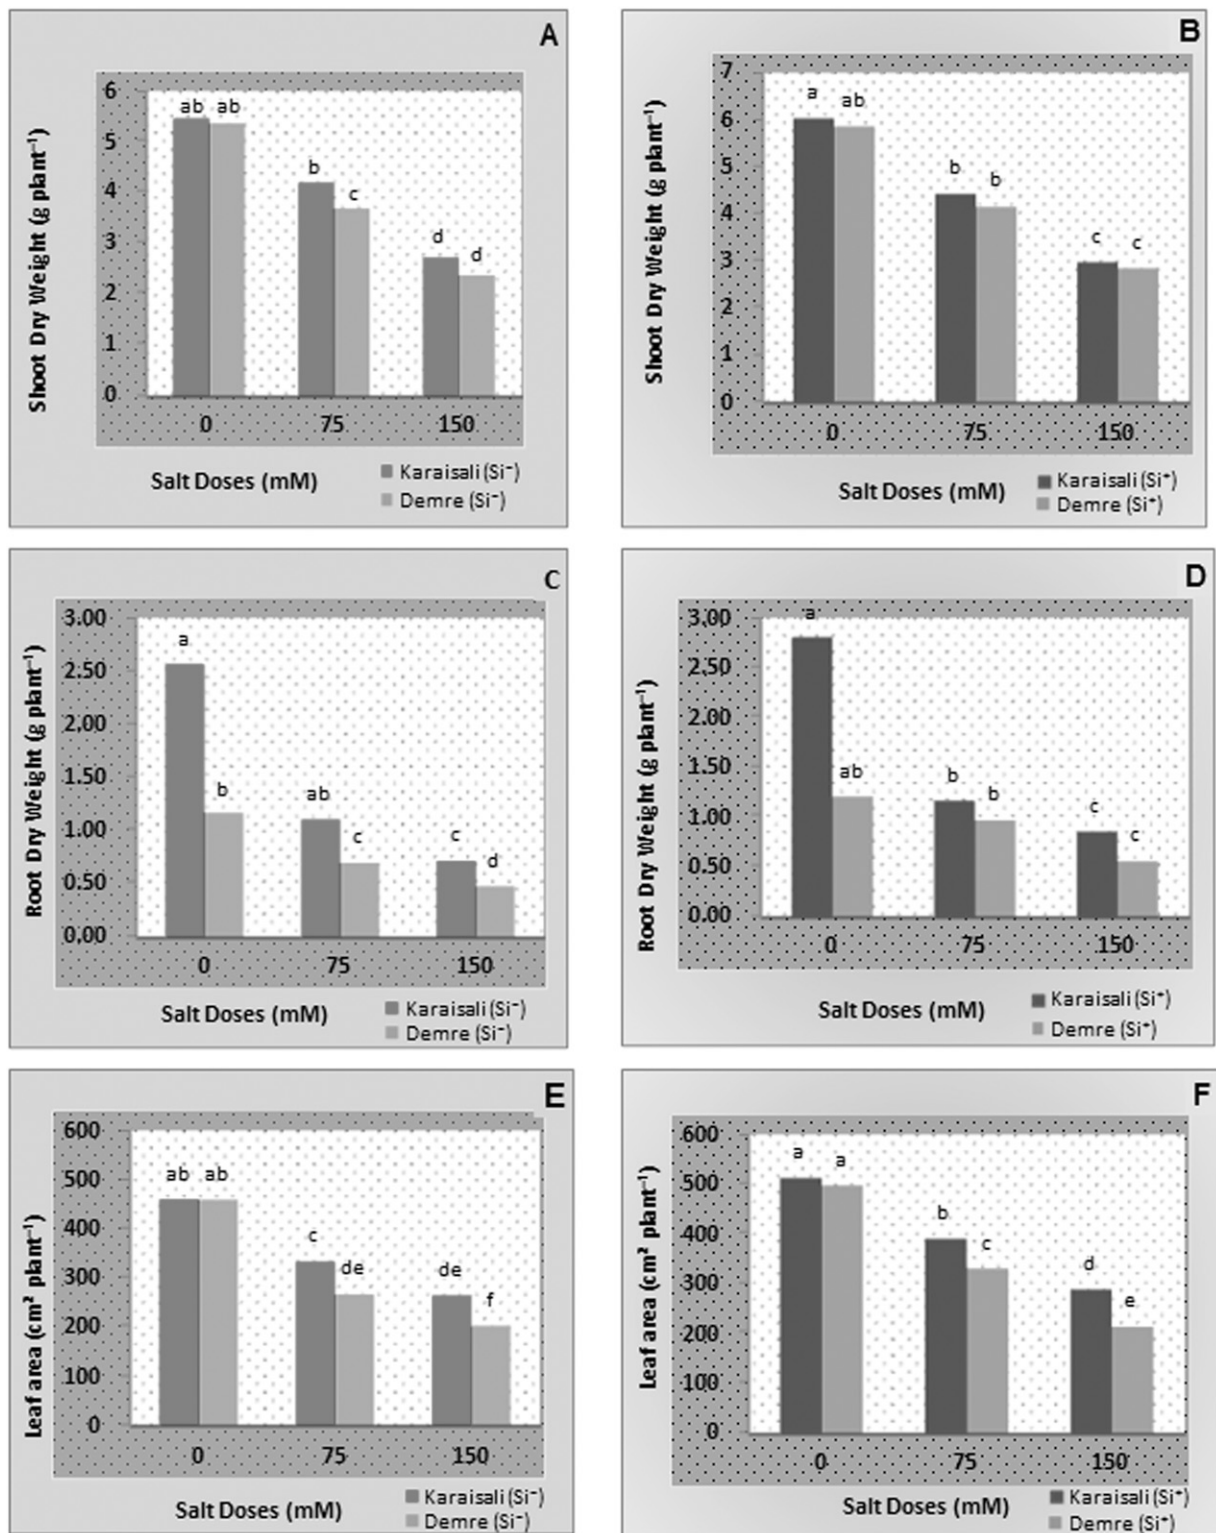 A
Shoot Dry Weight (g plant⁻¹)
6
5
4
3
2
1
0
ab ab
b
c
d
d
0 75 150
Salt Doses (mM)
Karaisali (Si⁻)
Demre (Si⁻)
B
Shoot Dry Weight (g plant⁻¹)
7
6
5
4
3
2
1
0
a
ab
b b
c c
0 75 150
Salt Doses (mM)
Karaisali (Si⁺)
Demre (Si⁺)
C
Root Dry Weight (g plant⁻¹)
3.00
2.50
2.00
1.50
1.00
0.50
0.00
a
b
ab
c
c
d
0 75 150
Salt Doses (mM)
Karaisali (Si⁻)
Demre (Si⁻)
D
Root Dry Weight (g plant⁻¹)
3.00
2.50
2.00
1.50
1.00
0.50
0.00
a
ab
b
b
c
c
0 75 150
Salt Doses (mM)
Karaisali (Si⁺)
Demre (Si⁺)
E
Leaf area (cm² plant⁻¹)
600
500
400
300
200
100
0
ab ab
c
de
de
f
0 75 150
Salt Doses (mM)
Karaisali (Si⁻)
Demre (Si⁻)
F
Leaf area (cm² plant⁻¹)
600
500
400
300
200
100
0
a a
b
c
d
e
0 75 150
Salt Doses (mM)
Karaisali (Si⁺)
Demre (Si⁺)